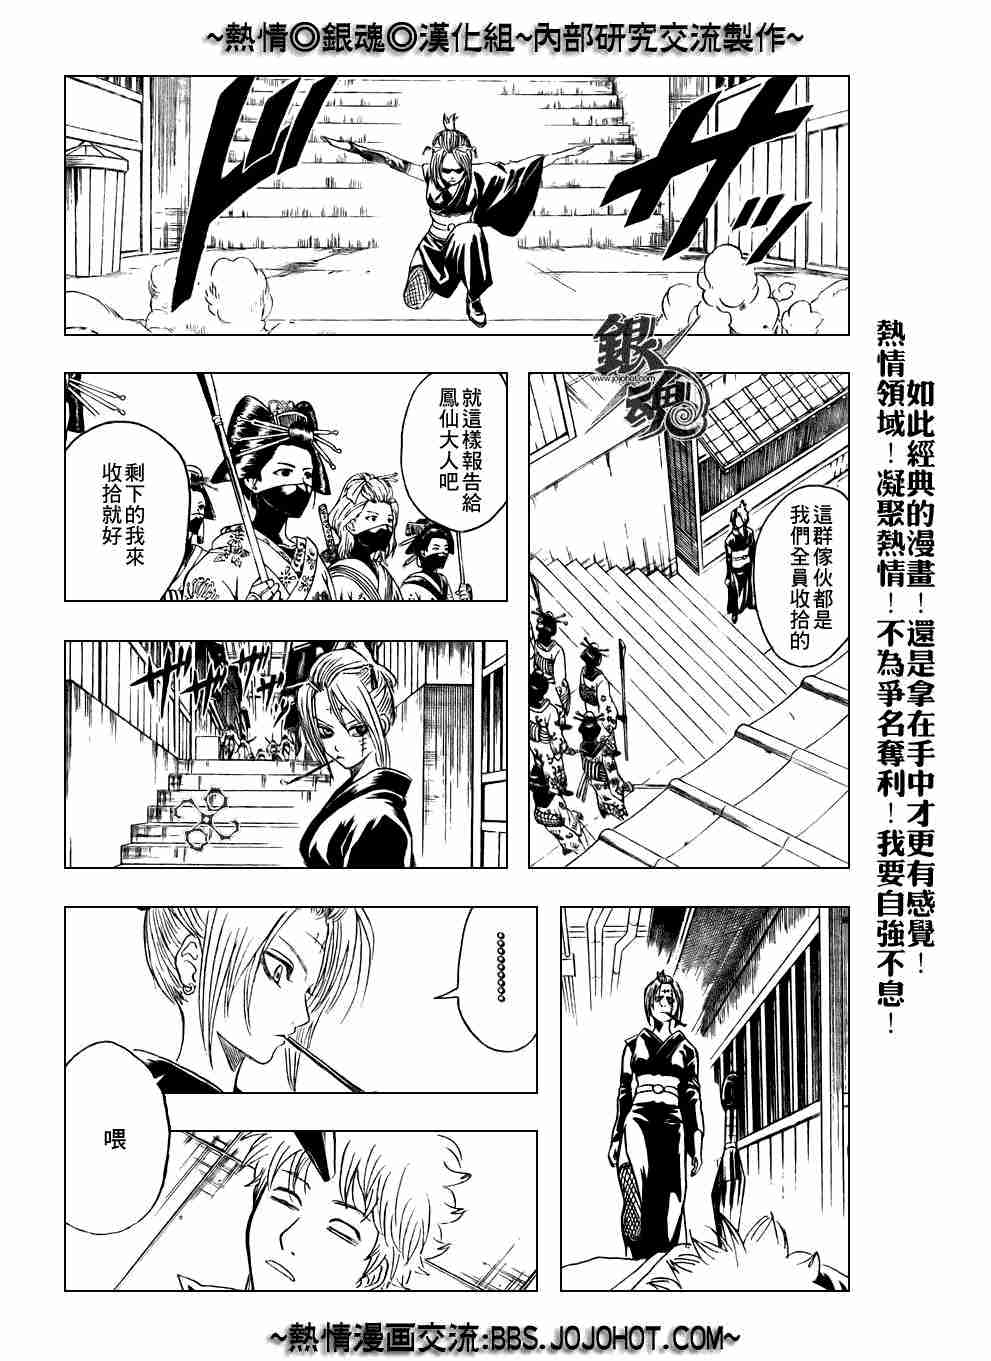 ~熱情◎銀魂◎漢化組~內部研究交流製作~
ドザッ
銀魂
www.jojohot.com
這群傢伙都是
我們全員收拾的
就這樣報告給
鳳仙大人吧
剩下的我來
收拾就好
ザッ
ザッ
ザッ
…………
喂
如此經典的漫畫！還是拿在手中才更有感覺！
熱情領域！凝聚熱情！不為爭名奪利！我要自強不息！
~熱情漫画交流:BBS.JOJOHOT.COM~